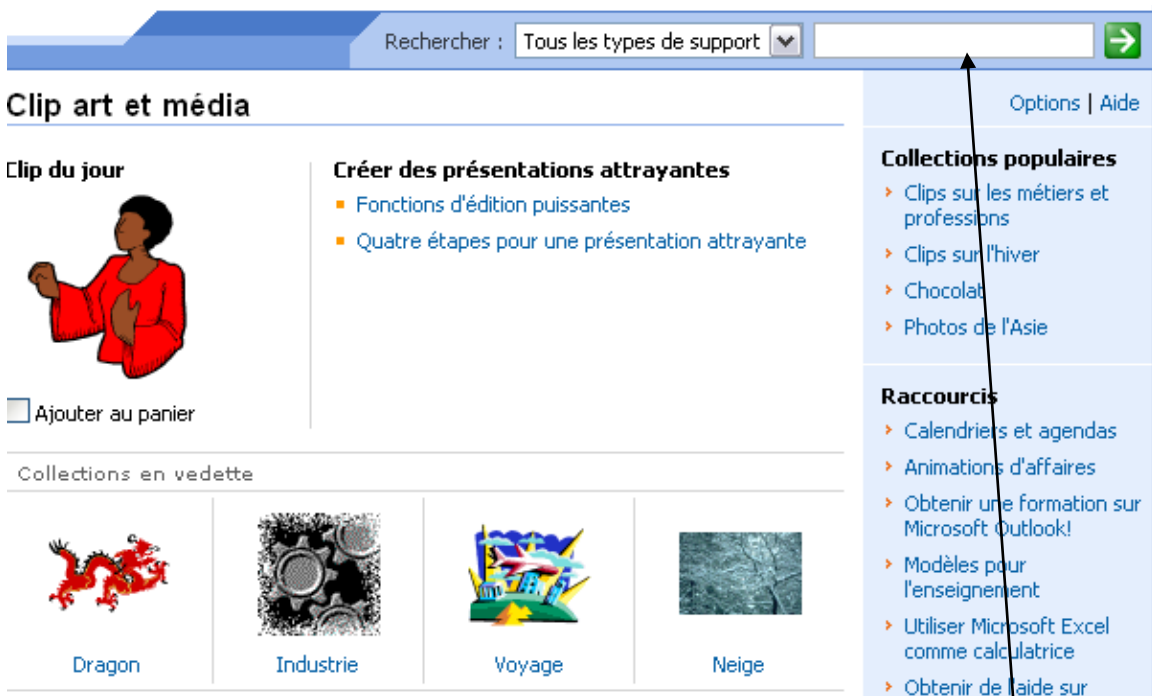 Rechercher : Tous les types de support
Clip art et média
Options | Aide
Clip du jour
Ajouter au panier
Créer des présentations attrayantes
Fonctions d'édition puissantes
Quatre étapes pour une présentation attrayante
Collections en vedette
Dragon
Industrie
Voyage
Neige
Collections populaires
Clips sur les métiers et
professions
Clips sur l'hiver
Chocolat
Photos de l'Asie
Raccourcis
Calendriers et agendas
Animations d'affaires
Obtenir une formation sur
Microsoft Outlook!
Modèles pour
l'enseignement
Utiliser Microsoft Excel
comme calculatrice
Obtenir de l'aide sur